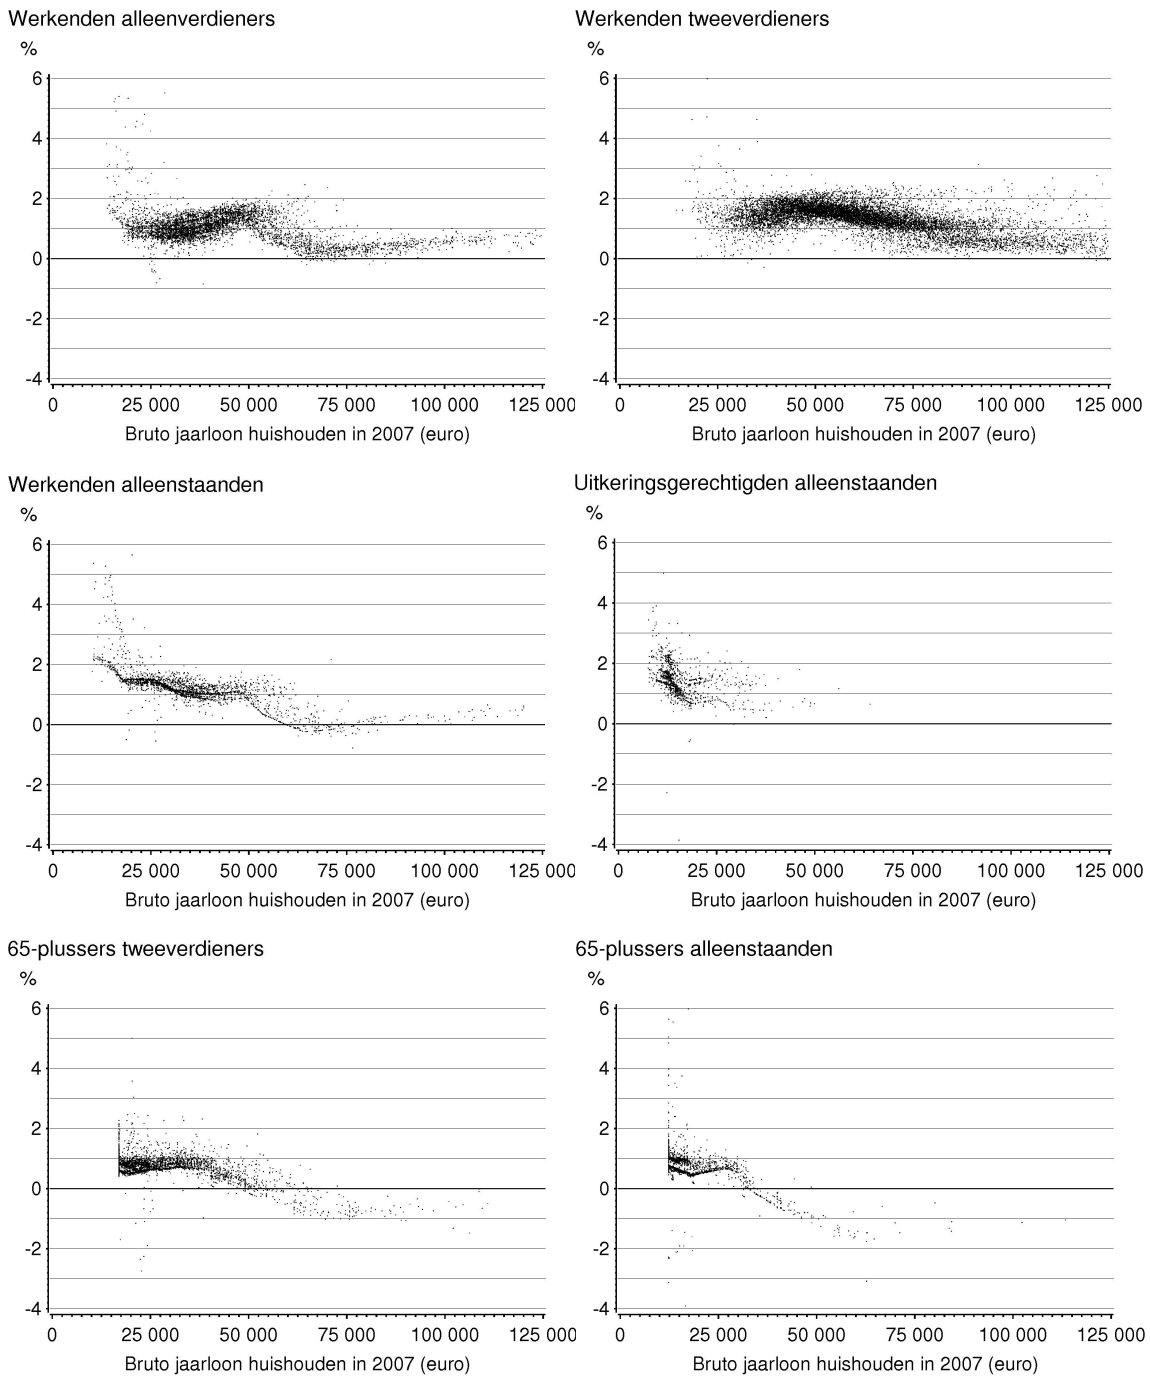 Werkenden alleenverdieners
%
6
4
2
0
-2
-4
0 25 000 50 000 75 000 100 000 125 000
Bruto jaarloon huishouden in 2007 (euro)
Werkenden tweeverdieners
%
6
4
2
0
-2
-4
0 25 000 50 000 75 000 100 000 125 000
Bruto jaarloon huishouden in 2007 (euro)
Werkenden alleenstaanden
%
6
4
2
0
-2
-4
0 25 000 50 000 75 000 100 000 125 000
Bruto jaarloon huishouden in 2007 (euro)
Uitkeringsgerechtigden alleenstaanden
%
6
4
2
0
-2
-4
0 25 000 50 000 75 000 100 000 125 000
Bruto jaarloon huishouden in 2007 (euro)
65-plussers tweeverdieners
%
6
4
2
0
-2
-4
0 25 000 50 000 75 000 100 000 125 000
Bruto jaarloon huishouden in 2007 (euro)
65-plussers alleenstaanden
%
6
4
2
0
-2
-4
0 25 000 50 000 75 000 100 000 125 000
Bruto jaarloon huishouden in 2007 (euro)